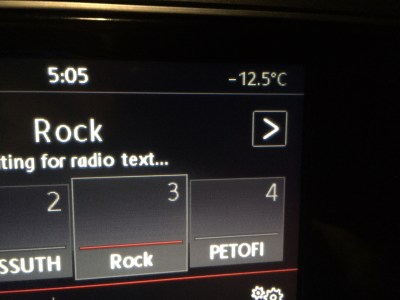 5:05 -12.5°C
Rock >
ting for radio text...
2 3 4
SSUTH Rock PETOFI